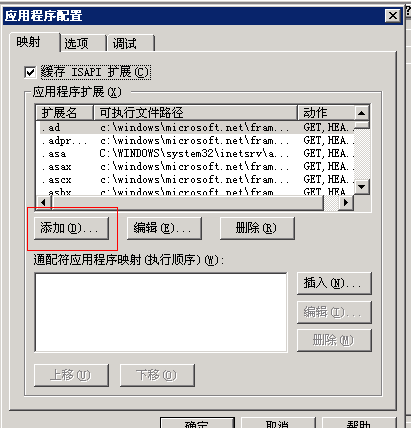 应用程序配置
映射 选项 调试
缓存 ISAPI 扩展(C)
应用程序扩展(X)
扩展名 可执行文件路径 动作
.ad c:\windows\microsoft.net\fram... GET,HEA...
.adpr... c:\windows\microsoft.net\fram... GET,HEA...
.asa C:\WINDOWS\system32\inetsrv\a... GET,HEA...
.asax c:\windows\microsoft.net\fram... GET,HEA...
.ascx c:\windows\microsoft.net\fram... GET,HEA...
.ashx c:\windows\microsoft.net\fram... GET,HEA...
添加(D)... 编辑(E)... 删除(R)
通配符应用程序映射(执行顺序)(W):
插入(N)...
编辑(I)...
删除(M)
上移(U) 下移(O)
确定 取消 帮助